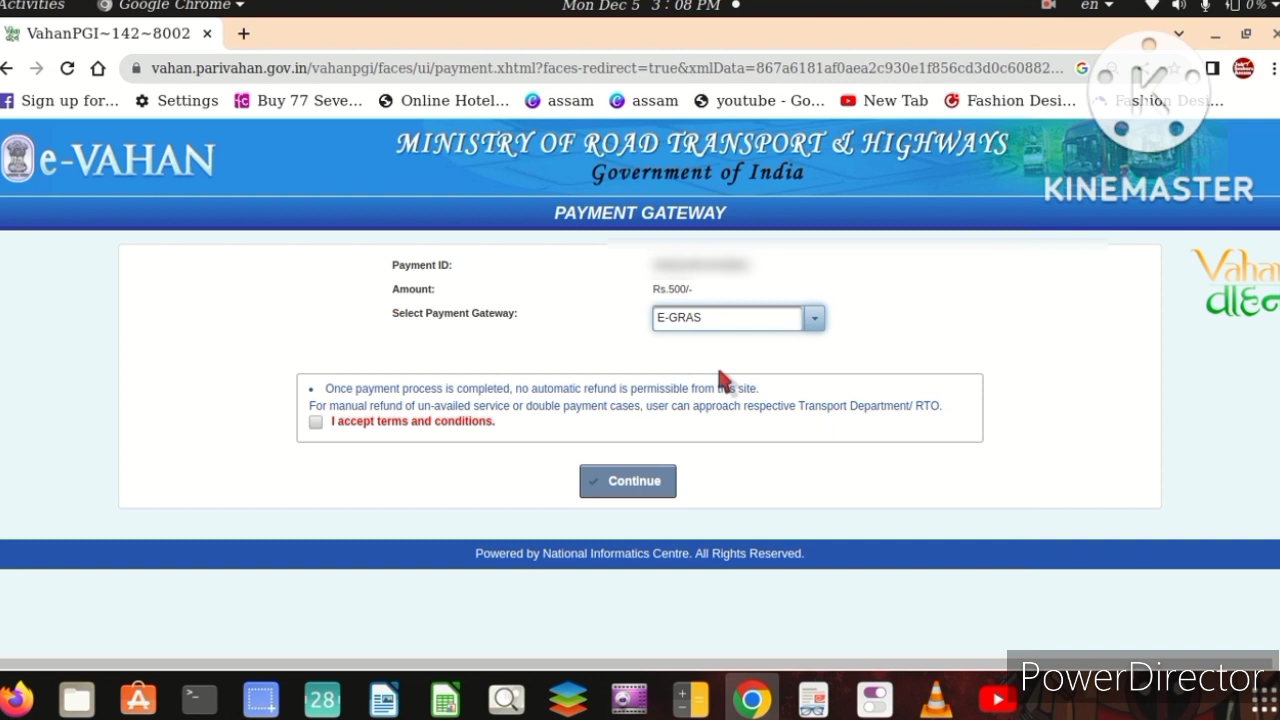 Activities Google Chrome Mon Dec 5 3:08 PM en 0%
VahanPGI~142~8002
vahan.parivahan.gov.in/vahanpgi/faces/ui/payment.xhtml?faces-redirect=true&xmlData=867a6181af0aea2c930e1f856cd3d0c60882...
Sign up for... Settings Buy 77 Seve... Online Hotel... assam assam youtube - Go... New Tab Fashion Desi... Fashion Desi...
e-VAHAN
MINISTRY OF ROAD TRANSPORT & HIGHWAYS
Government of India
KINEMASTER
PAYMENT GATEWAY
Payment ID:
Amount: Rs.500/-
Select Payment Gateway: E-GRAS
Vaha
• Once payment process is completed, no automatic refund is permissible from this site.
For manual refund of un-availed service or double payment cases, user can approach respective Transport Department/ RTO.
I accept terms and conditions.
Continue
Powered by National Informatics Centre. All Rights Reserved.
PowerDirector
28